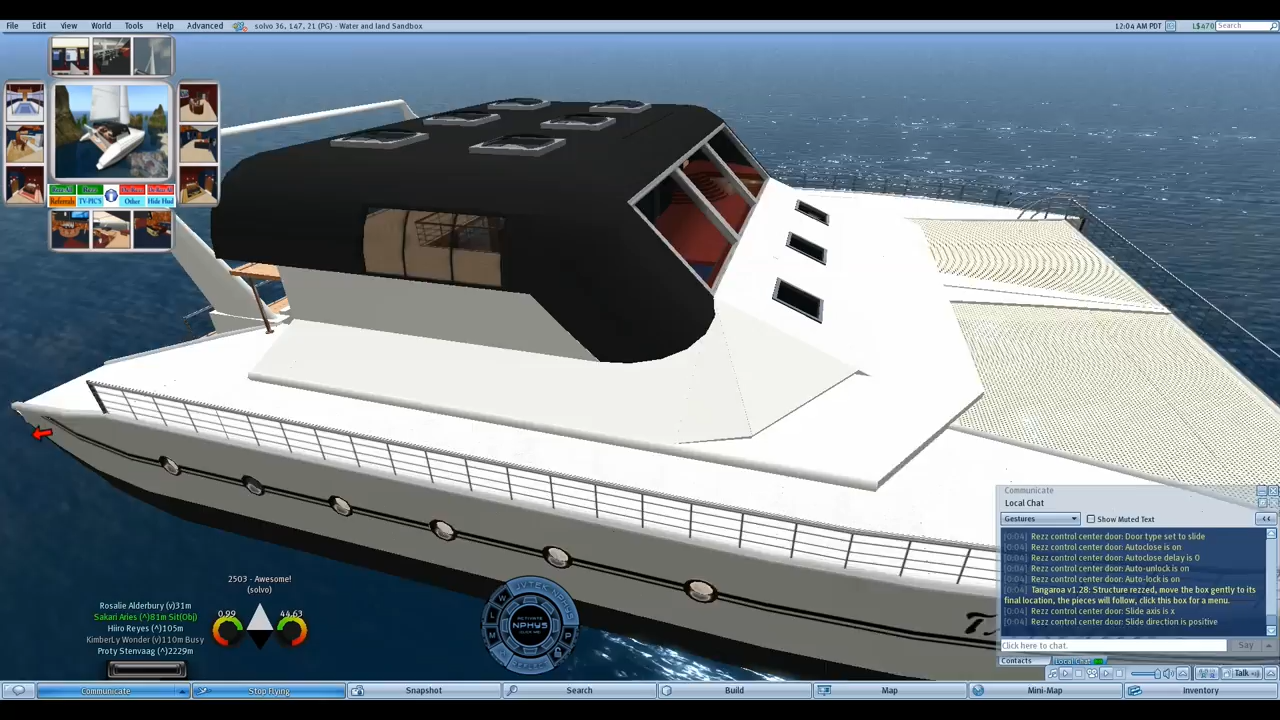 File Edit View World Tools Help Advanced solvo 36, 147, 21 (PG) - Water and land Sandbox 12:04 AM PDT L$470 Search
Referrals TV-PIC'S Other Hide Hud
Communicate
Local Chat
Gestures Show Muted Text <<
[0:04] Rezz control center door: Door type set to slide
[0:04] Rezz control center door: Autoclose is on
[0:04] Rezz control center door: Autoclose delay is 0
[0:04] Rezz control center door: Auto-unlock is on
[0:04] Rezz control center door: Auto-lock is on
[0:04] Tangaroa v1.28: Structure rezzed, move the box gently to its
final location, the pieces will follow, click this box for a menu.
[0:04] Rezz control center door: Slide axis is x
[0:04] Rezz control center door: Slide direction is positive
Click here to chat. Say
Contacts Local Chat
2503 - Awesome!
(solvo)
0.99 44.63
Rosalie Alderbury (v)31m
Sakari Aries (^)81m Sit(Obj)
Hiiro Reyes (^)105m
KimberLy Wonder (v)110m Busy
Proty Stenvaag (^)2229m
NPHYS
Talk
Communicate Stop Flying Snapshot Search Build Map Mini-Map Inventory